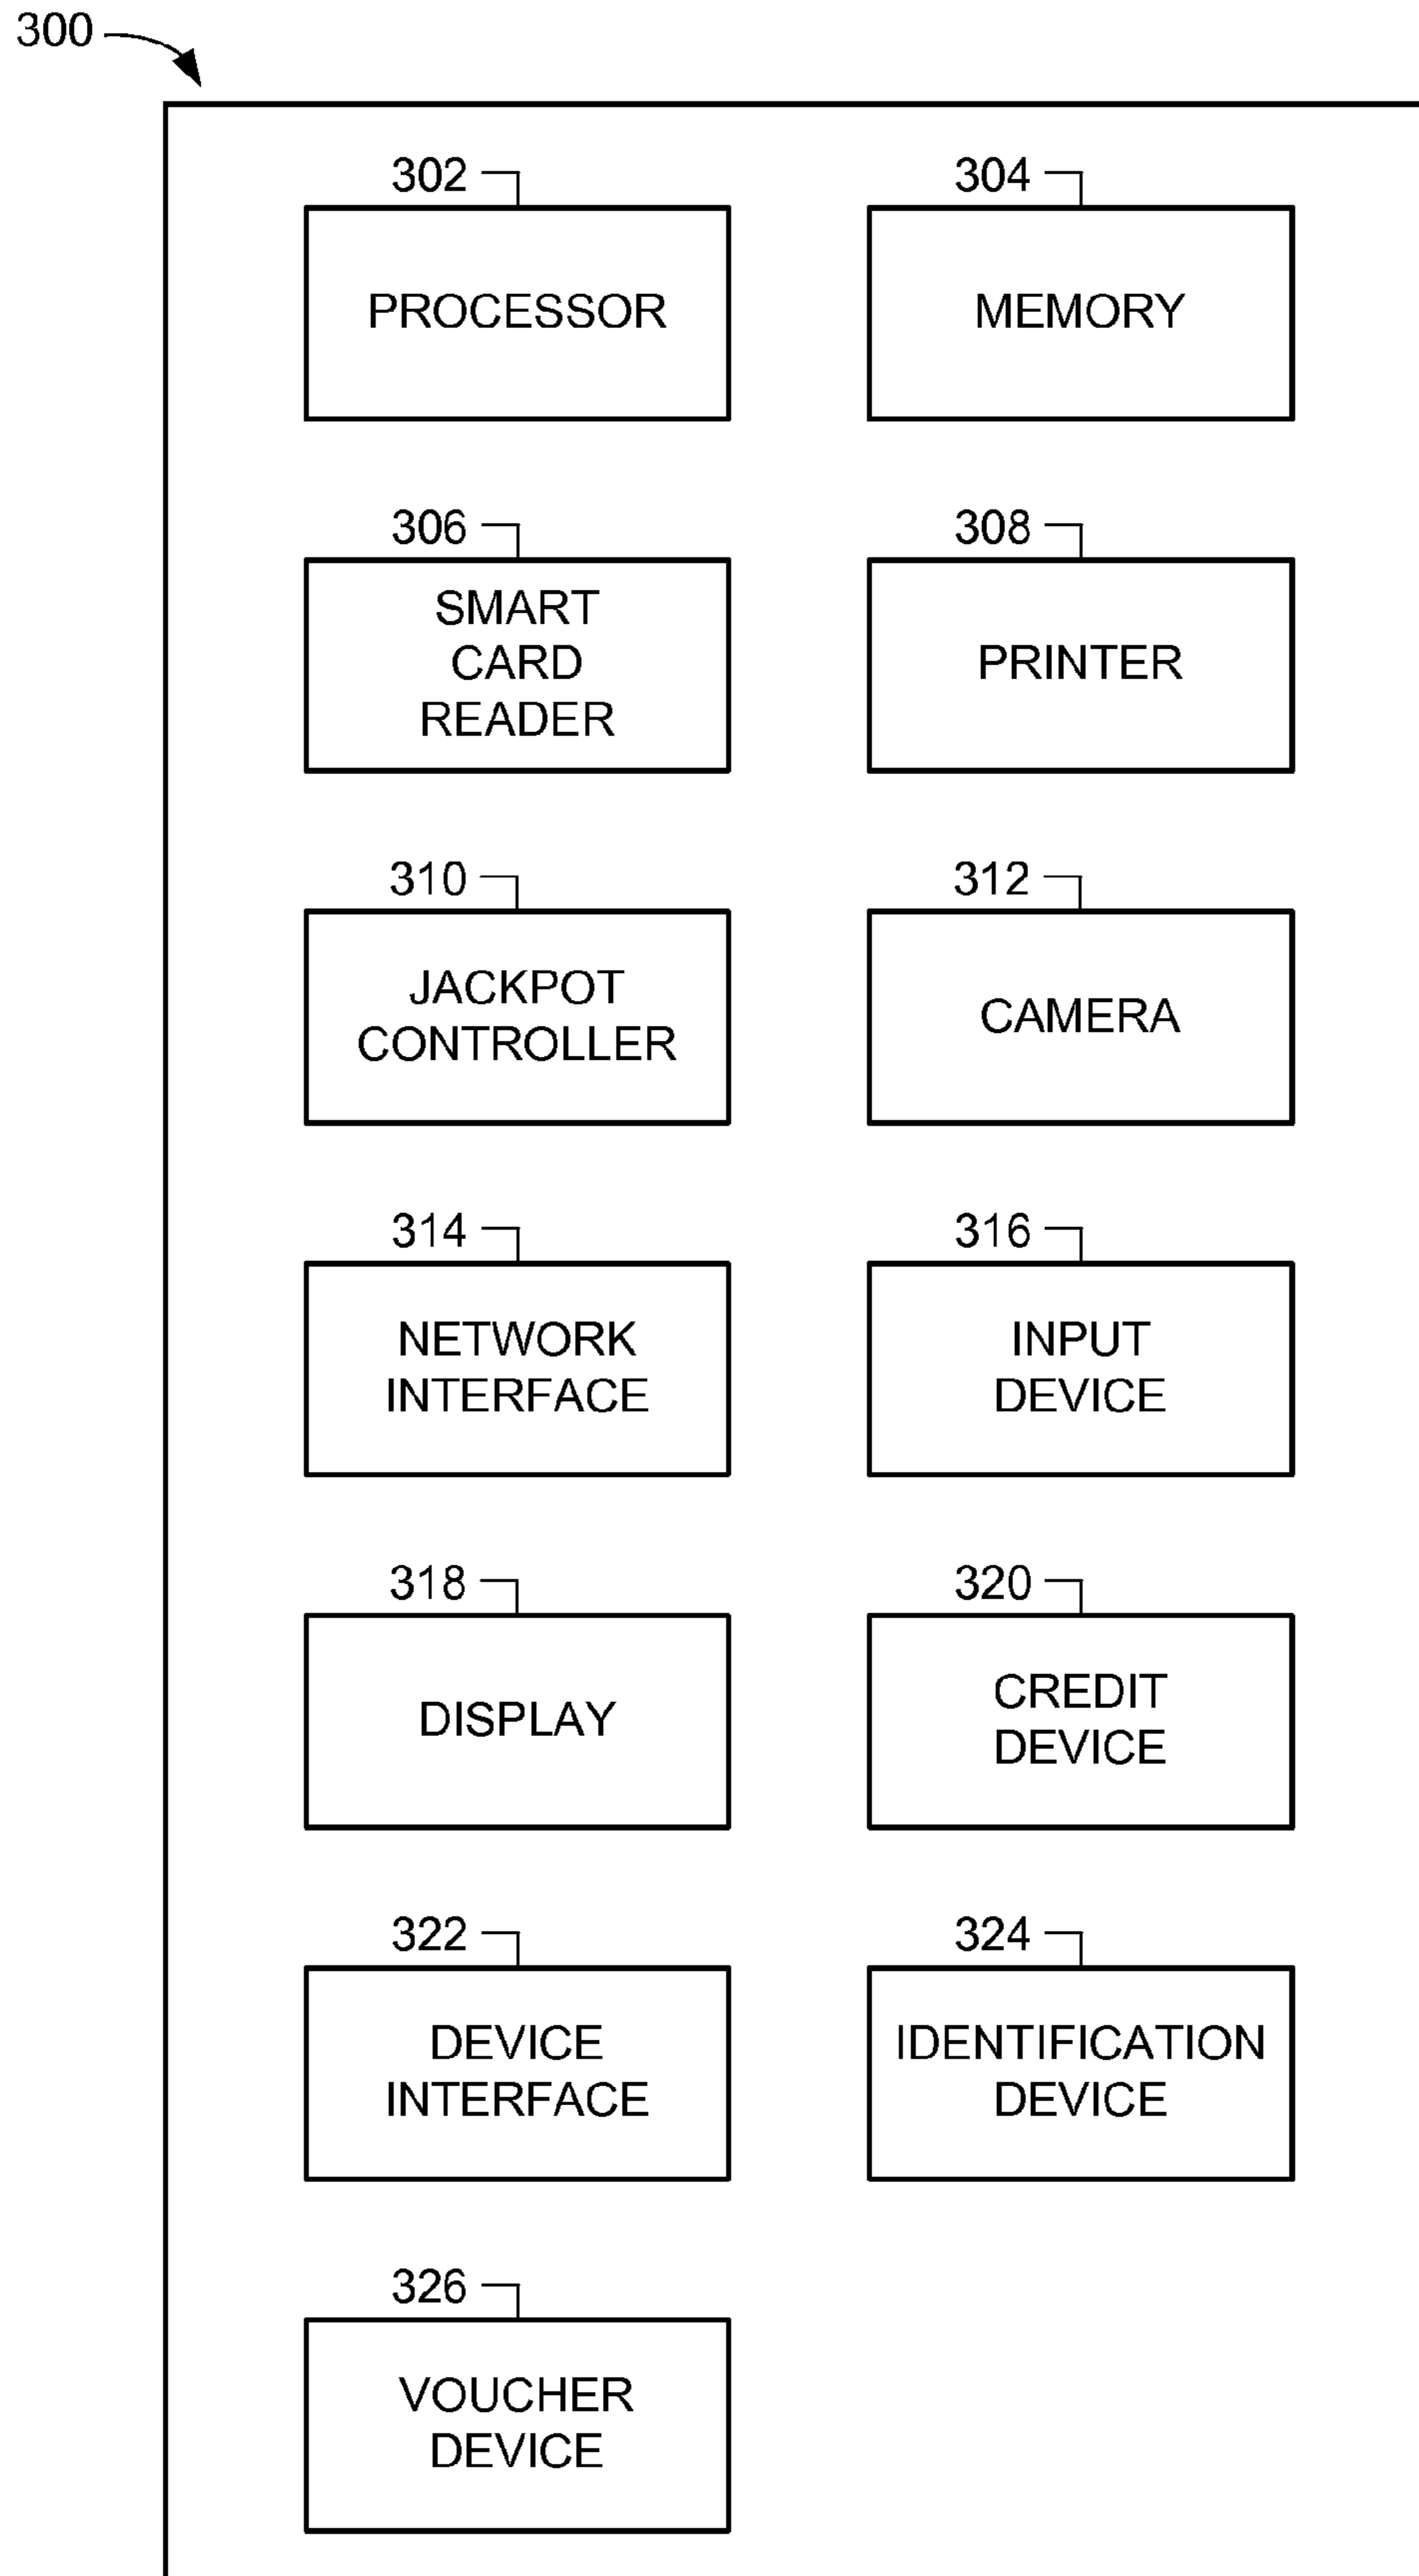 300
302
PROCESSOR
304
MEMORY
306
SMART
CARD
READER
308
PRINTER
310
JACKPOT
CONTROLLER
312
CAMERA
314
NETWORK
INTERFACE
316
INPUT
DEVICE
318
DISPLAY
320
CREDIT
DEVICE
322
DEVICE
INTERFACE
324
IDENTIFICATION
DEVICE
326
VOUCHER
DEVICE